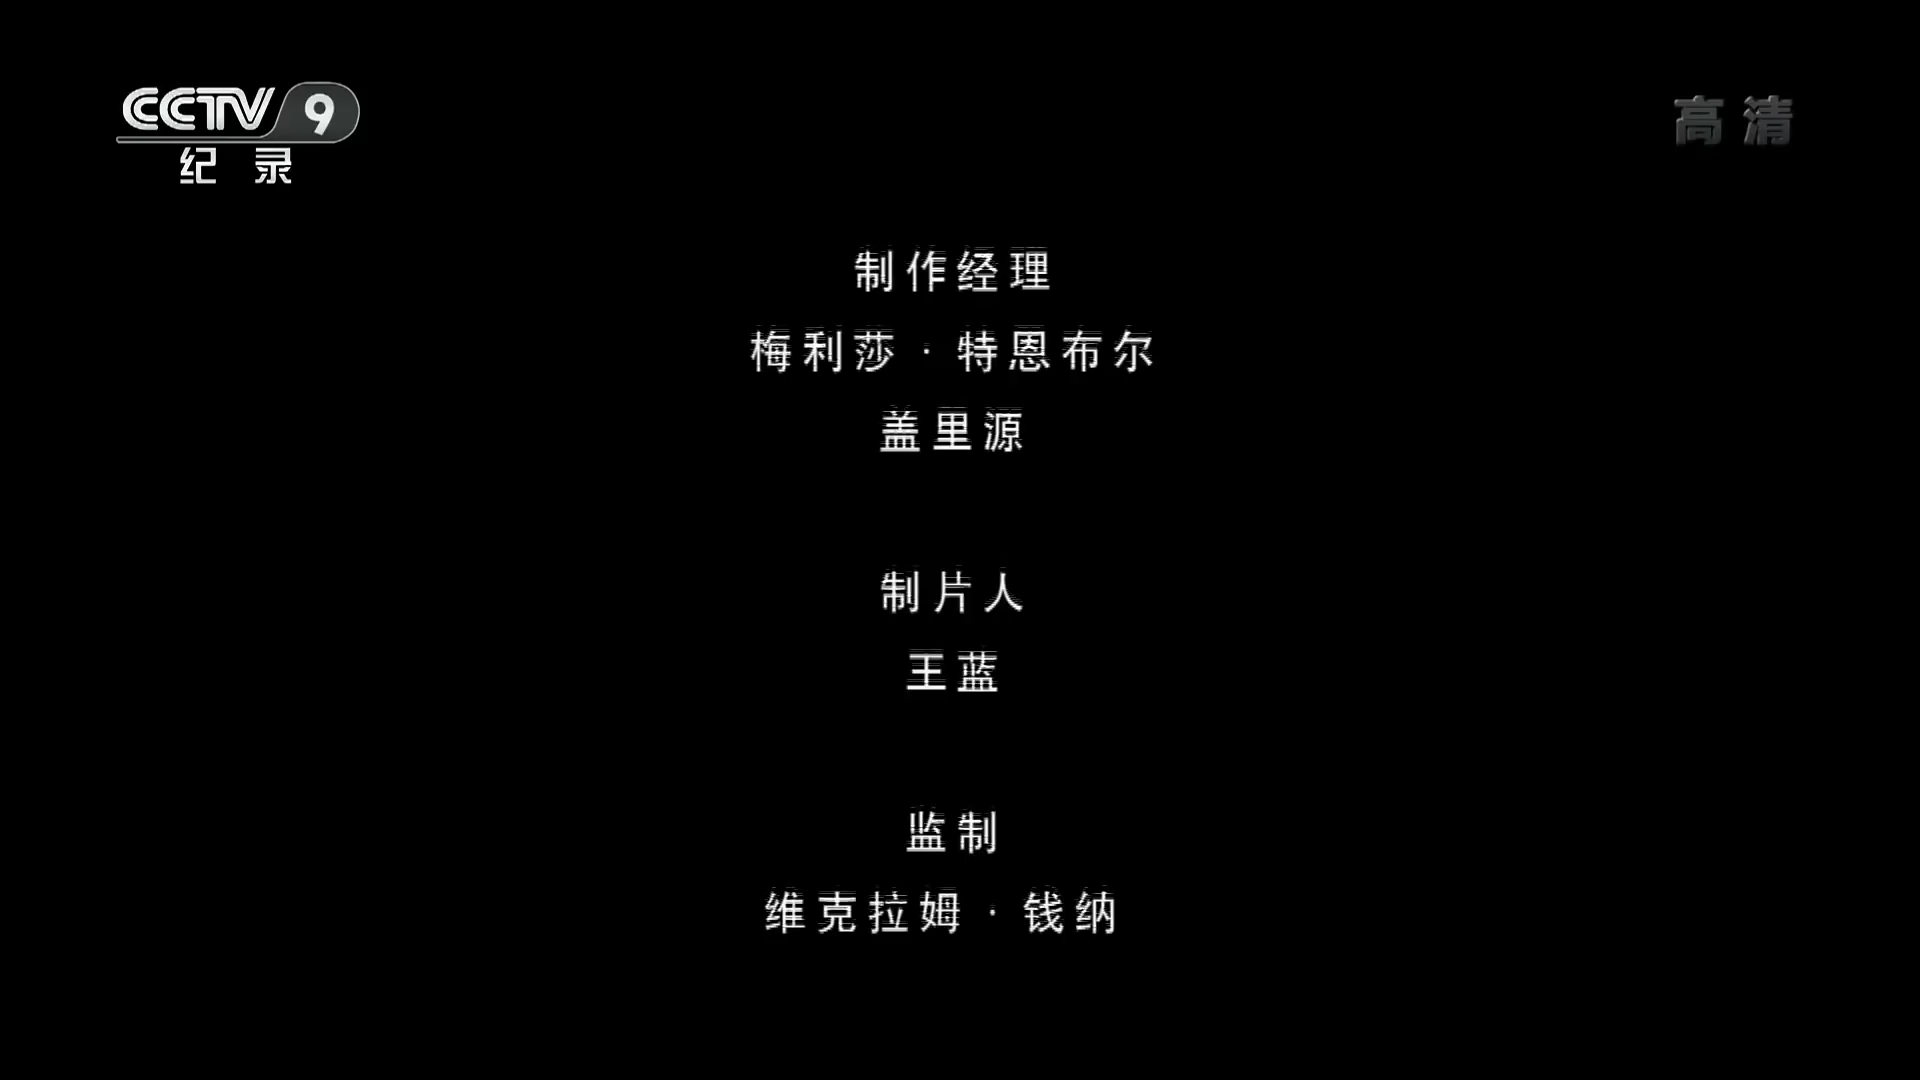 CCTV 9
纪录
高清
制作经理
梅利莎·特恩布尔
盖里源
制片人
王蓝
监制
维克拉姆·钱纳